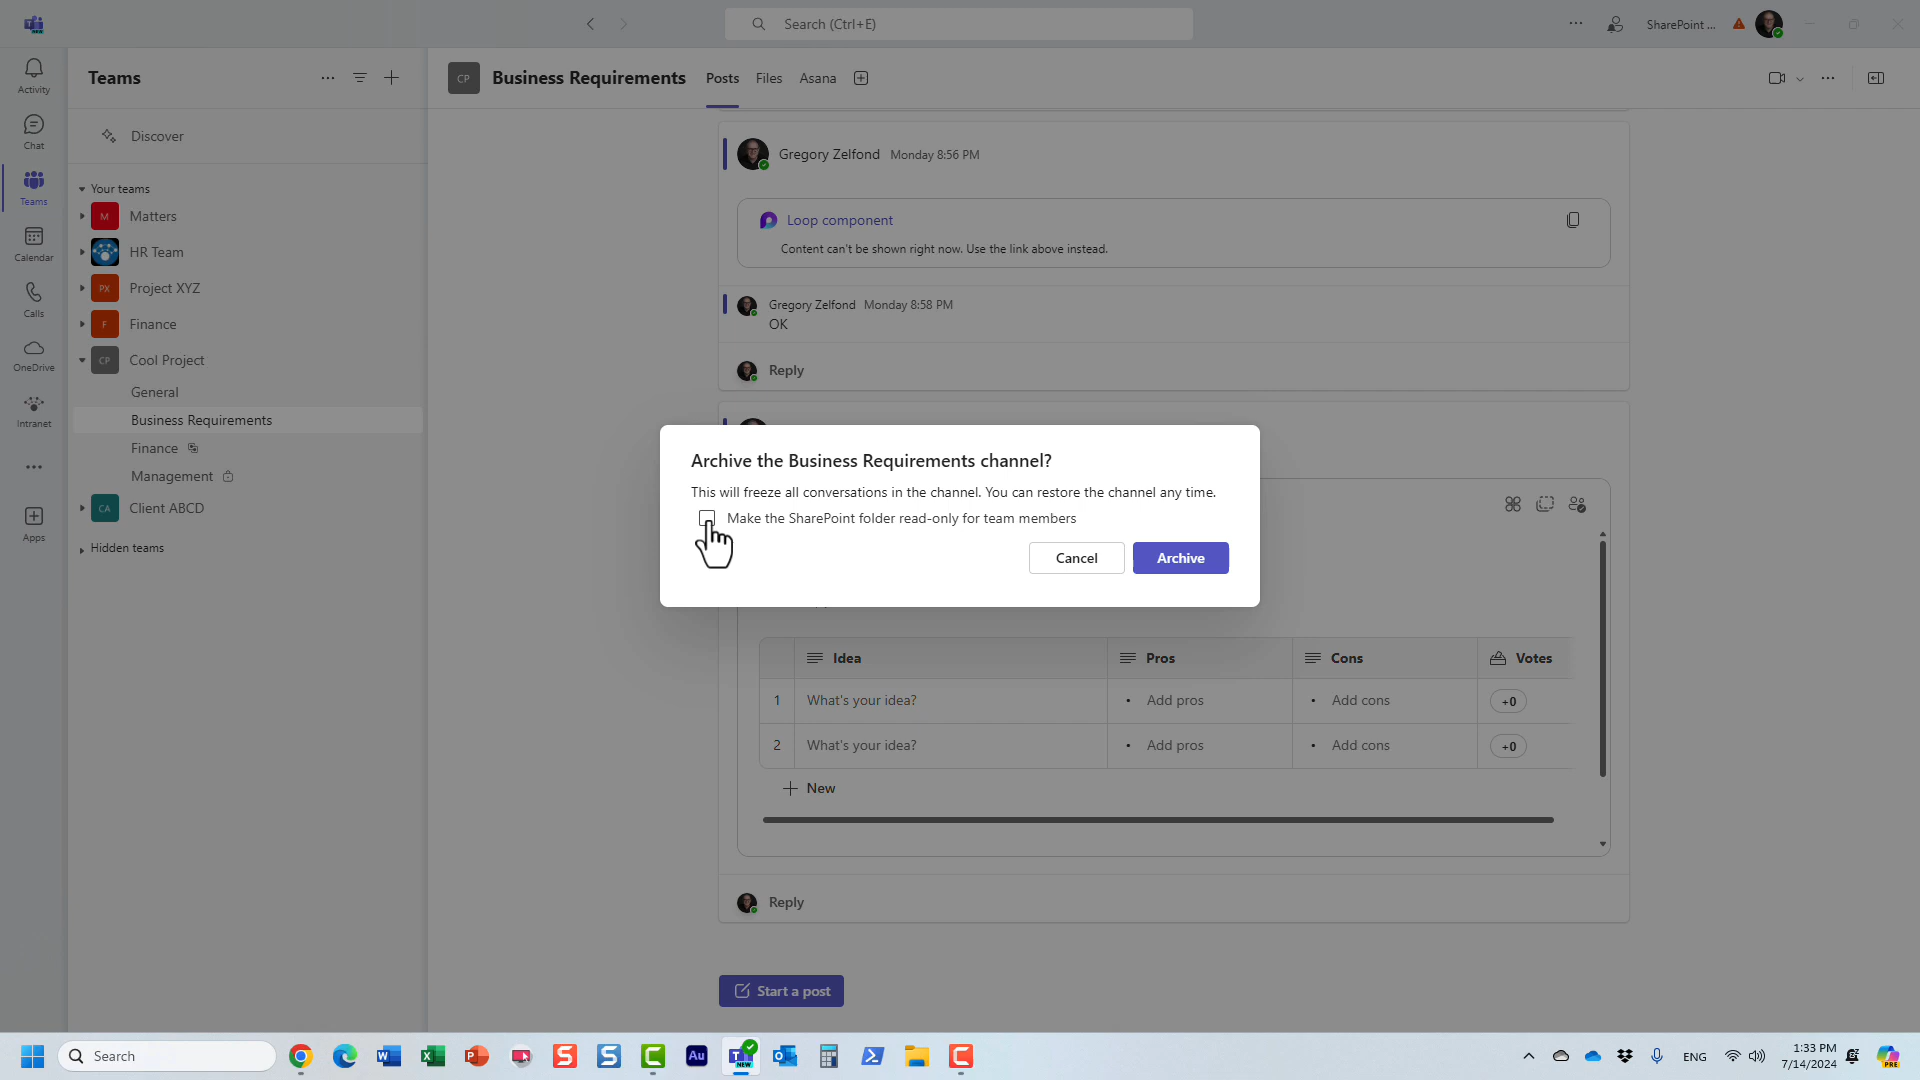 Search (Ctrl+E)
SharePoint ...
Activity
Chat
Teams
Calendar
Calls
OneDrive
Intranet
Apps
Teams
Discover
Your teams
M Matters
HR Team
PX Project XYZ
F Finance
CP Cool Project
General
Business Requirements
Finance
Management
CA Client ABCD
Hidden teams
CP Business Requirements Posts Files Asana
Gregory Zelfond Monday 8:56 PM
Loop component
Content can't be shown right now. Use the link above instead.
Gregory Zelfond Monday 8:58 PM
OK
Reply
Archive the Business Requirements channel?
This will freeze all conversations in the channel. You can restore the channel any time.
Make the SharePoint folder read-only for team members
Cancel Archive
Idea Pros Cons Votes
1 What's your idea? • Add pros • Add cons +0
2 What's your idea? • Add pros • Add cons +0
New
Reply
Start a post
Search
ENG
1:33 PM
7/14/2024